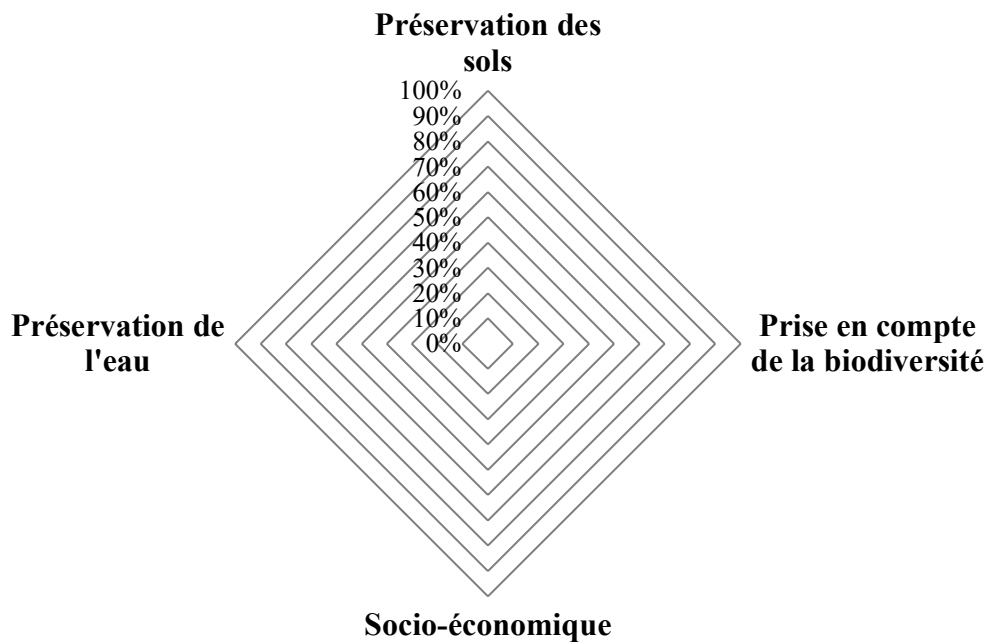 Préservation des
sols
100%
90%
80%
70%
60%
50%
40%
30%
20%
10%
0%
Préservation de
l'eau
Prise en compte
de la biodiversité
Socio-économique